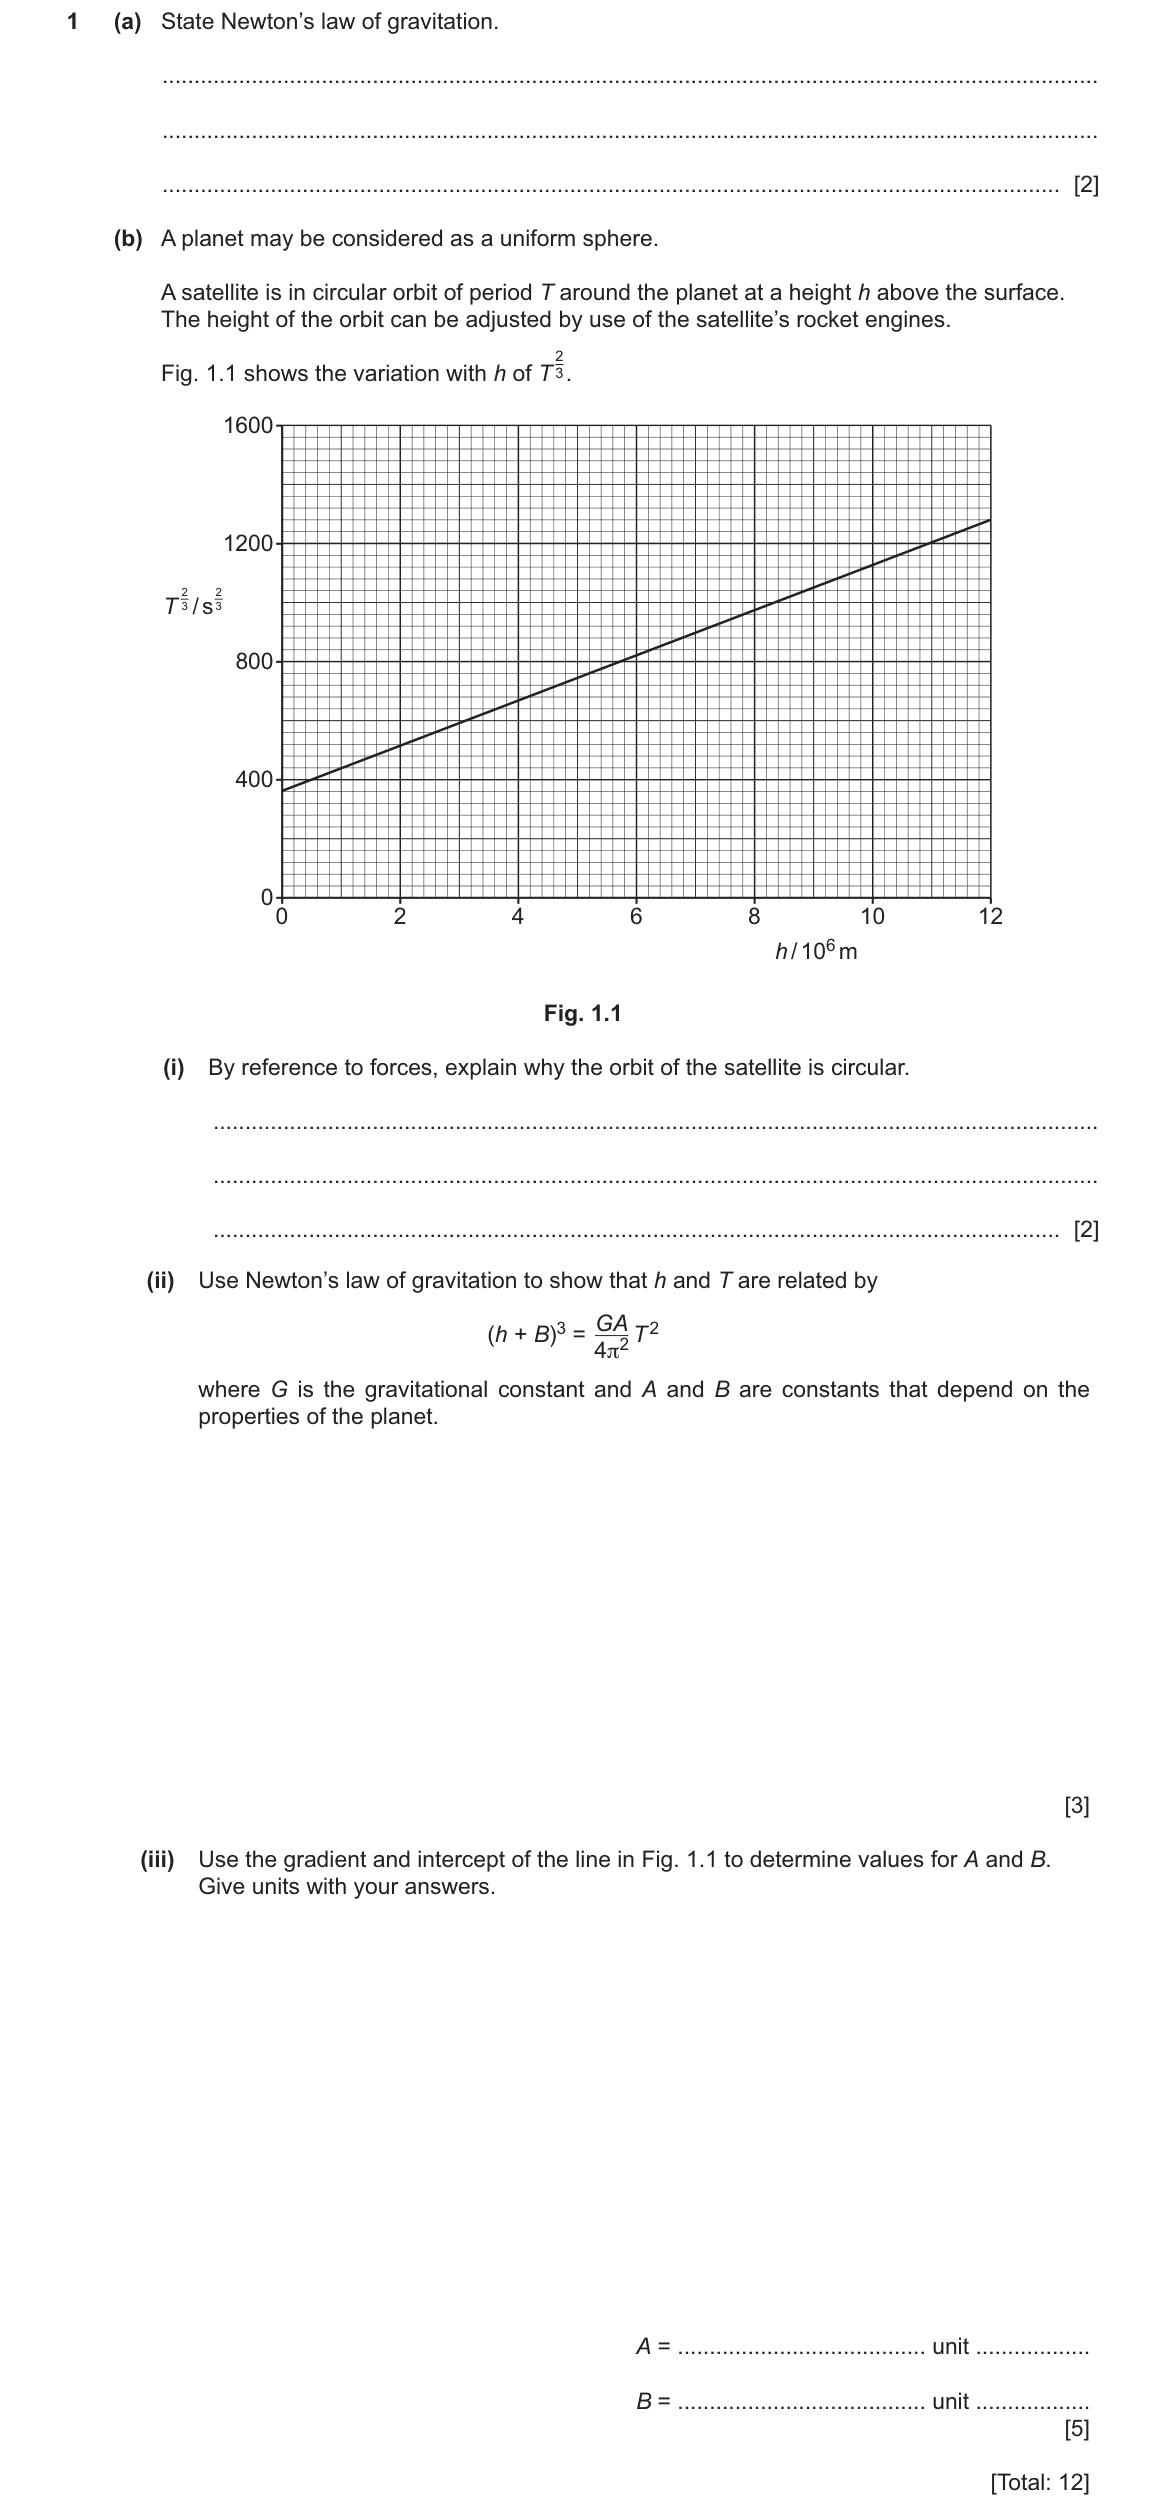 1 (a) State Newton's law of gravitation.
..........................................................................................
..........................................................................................
.......................................................................................... [2]
(b) A planet may be considered as a uniform sphere.
A satellite is in circular orbit of period T around the planet at a height h above the surface.
The height of the orbit can be adjusted by use of the satellite's rocket engines.
Fig. 1.1 shows the variation with h of T^(2/3).
1600
1200
T^(2/3) / s^(2/3)
800
400
0
0 2 4 6 8 10 12
h / 10⁶ m
Fig. 1.1
(i) By reference to forces, explain why the orbit of the satellite is circular.
..........................................................................................
..........................................................................................
.......................................................................................... [2]
(ii) Use Newton's law of gravitation to show that h and T are related by
(h + B)³ = GA/4π² T²
where G is the gravitational constant and A and B are constants that depend on the
properties of the planet.
[3]
(iii) Use the gradient and intercept of the line in Fig. 1.1 to determine values for A and B.
Give units with your answers.
A = ....................................... unit ..................
B = ....................................... unit ..................
[5]
[Total: 12]